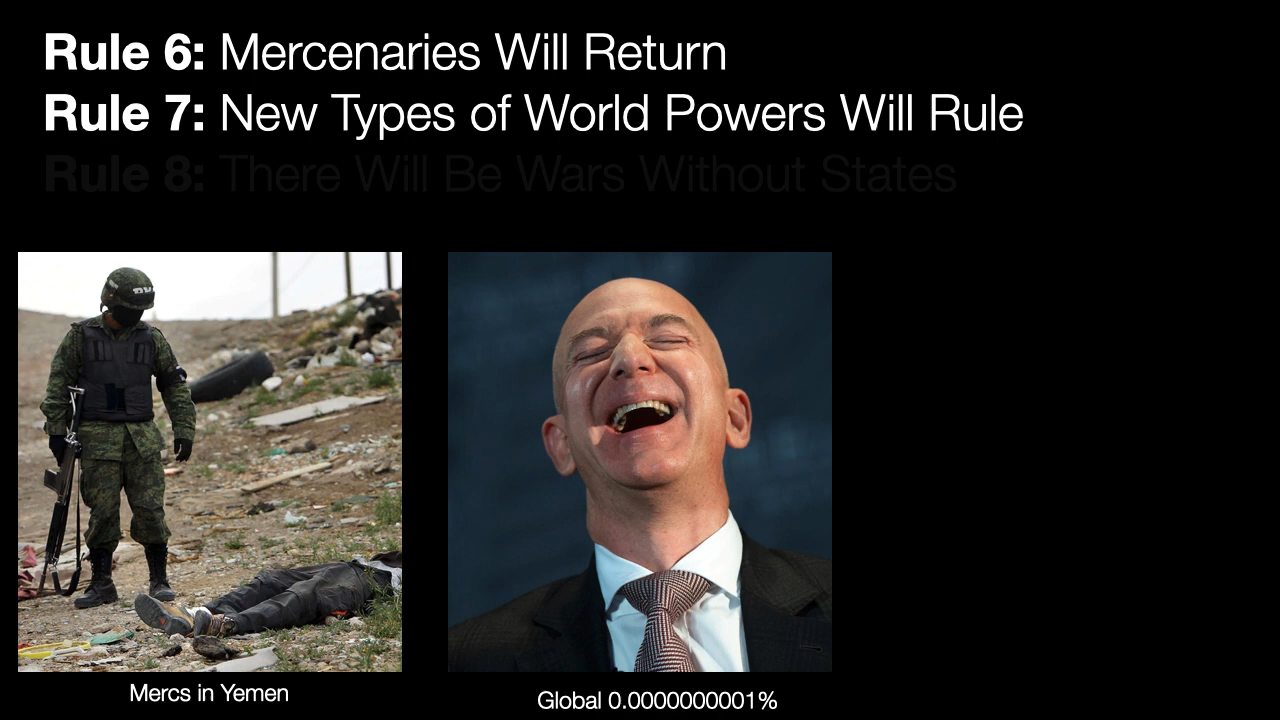 Rule 6: Mercenaries Will Return
Rule 7: New Types of World Powers Will Rule
Rule 8: There Will Be Wars Without States
Mercs in Yemen
Global 0.0000000001%